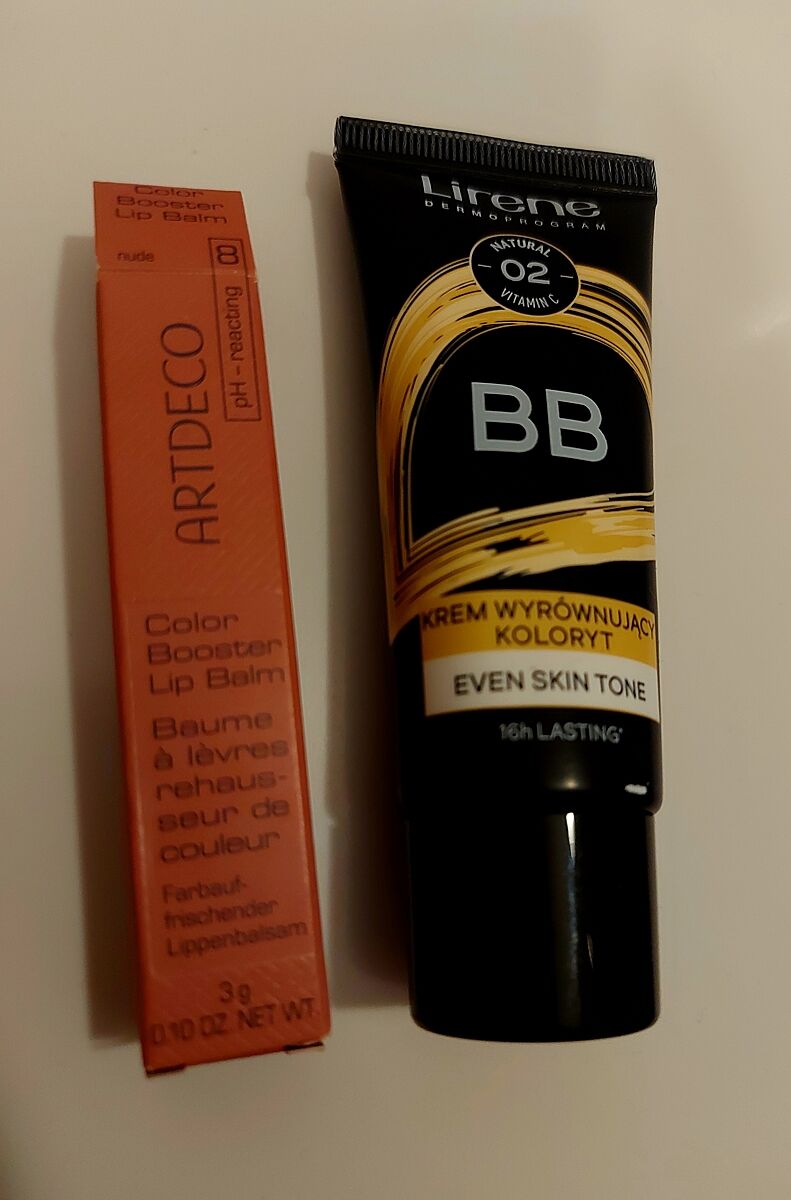 Color
Booster
Lip Balm
nude
8
pH - reacting
ARTDECO
Color
Booster
Lip Balm
Baume
à lèvres
rehaus-
seur de
couleur
Farbauf-
frischender
Lippenbalsam
3 g
0.10 OZ. NET WT.
Lirene
DERMOPROGRAM
NATURAL
02
VITAMIN C
BB
KREM WYRÓWNUJĄCY
KOLORYT
EVEN SKIN TONE
16h LASTING*